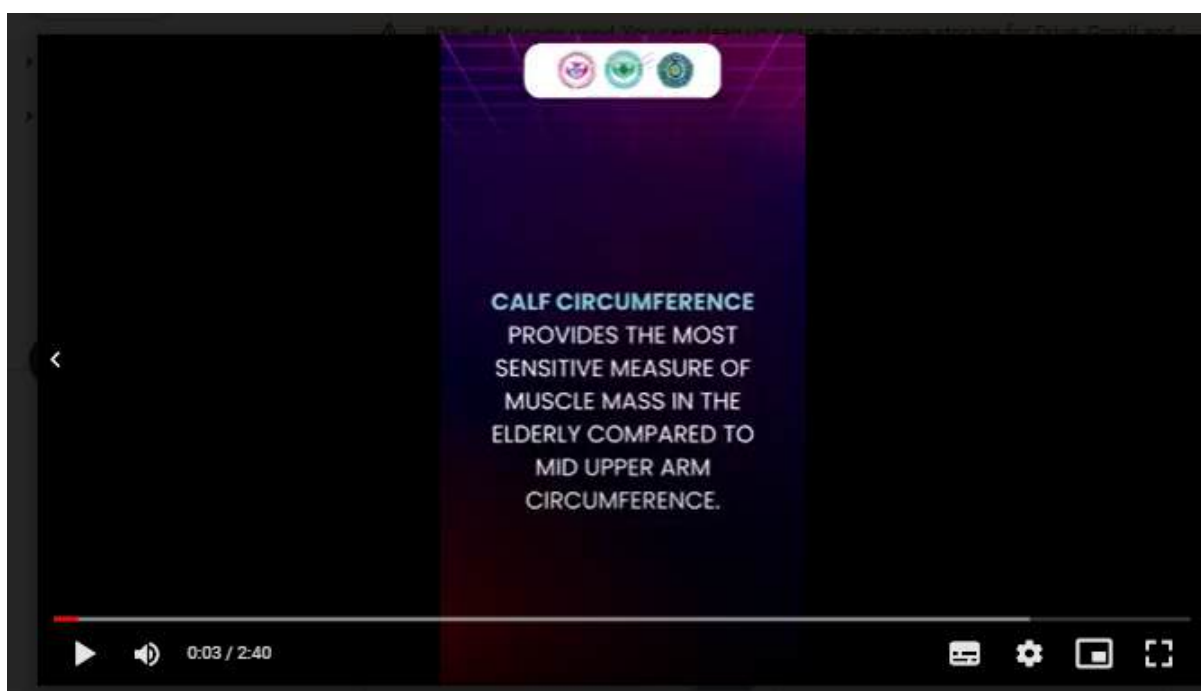 CALF CIRCUMFERENCE
PROVIDES THE MOST
SENSITIVE MEASURE OF
MUSCLE MASS IN THE
ELDERLY COMPARED TO
MID UPPER ARM
CIRCUMFERENCE.
0:03 / 2:40